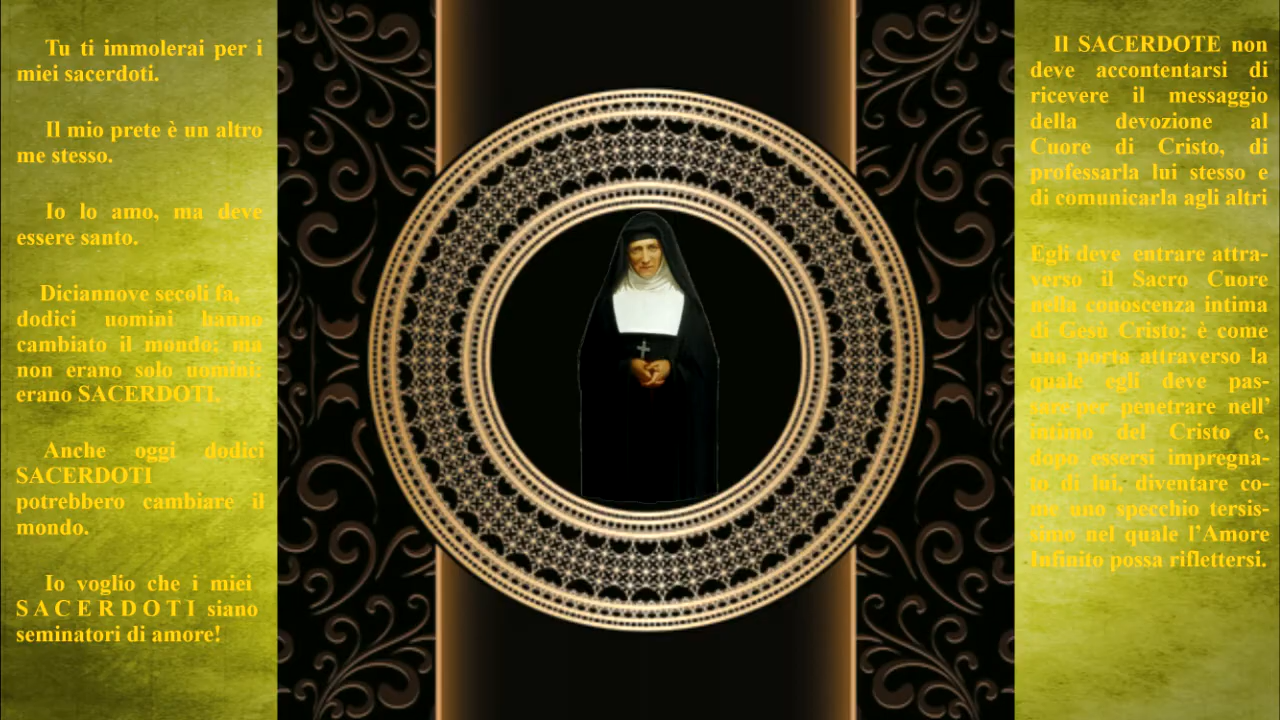 Tu ti immolerai per i
miei sacerdoti.
Il mio prete è un altro
me stesso.
Io lo amo, ma deve
essere santo.
Diciannove secoli fa,
dodici uomini hanno
cambiato il mondo; ma
non erano solo uomini:
erano SACERDOTI.
Anche oggi dodici
SACERDOTI
potrebbero cambiare il
mondo.
Io voglio che i miei
S A C E R D O T I siano
seminatori di amore!
Il SACERDOTE non
deve accontentarsi di
ricevere il messaggio
della devozione al
Cuore di Cristo, di
professarla lui stesso e
di comunicarla agli altri
Egli deve entrare attra-
verso il Sacro Cuore
nella conoscenza intima
di Gesù Cristo: è come
una porta attraverso la
quale egli deve pas-
sare per penetrare nell'
intimo del Cristo e,
dopo essersi impregna-
to di lui, diventare co-
me uno specchio tersis-
simo nel quale l'Amore
Infinito possa riflettersi.